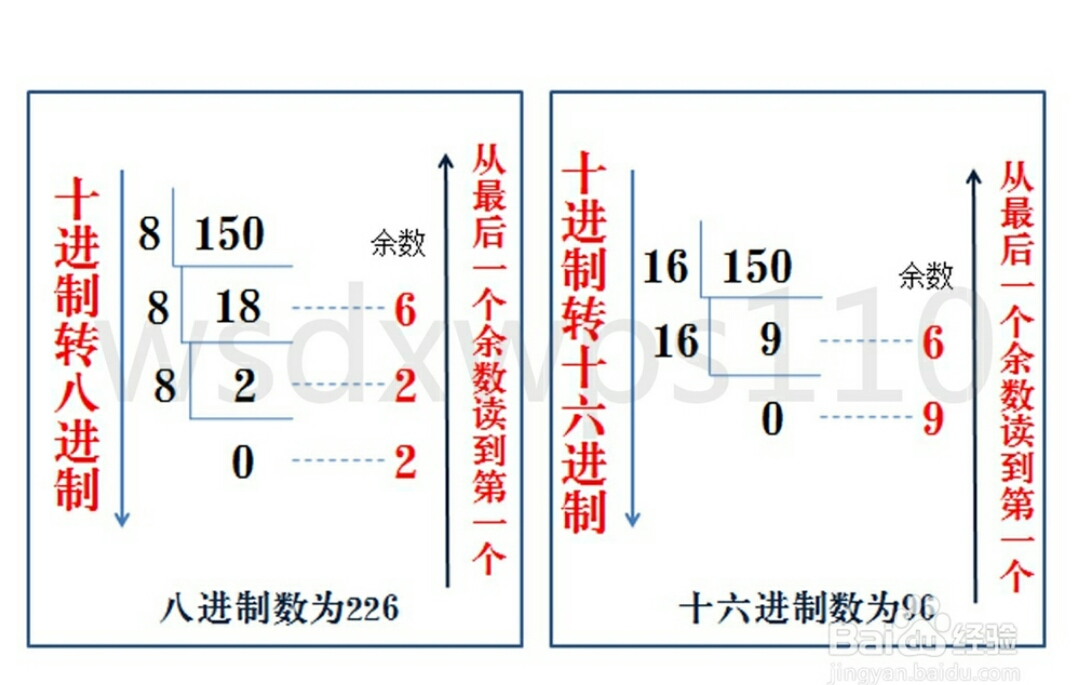 十进制转八进制
8 150 余数
8 18 6
8 2 2
0 2
从最后一个余数读到第一个
八进制数为226
十进制转十六进制
16 150 余数
16 9 6
0 9
从最后一个余数读到第一个
十六进制数为96
wsdxwps110
Baidu经验
jingyan.baidu.com